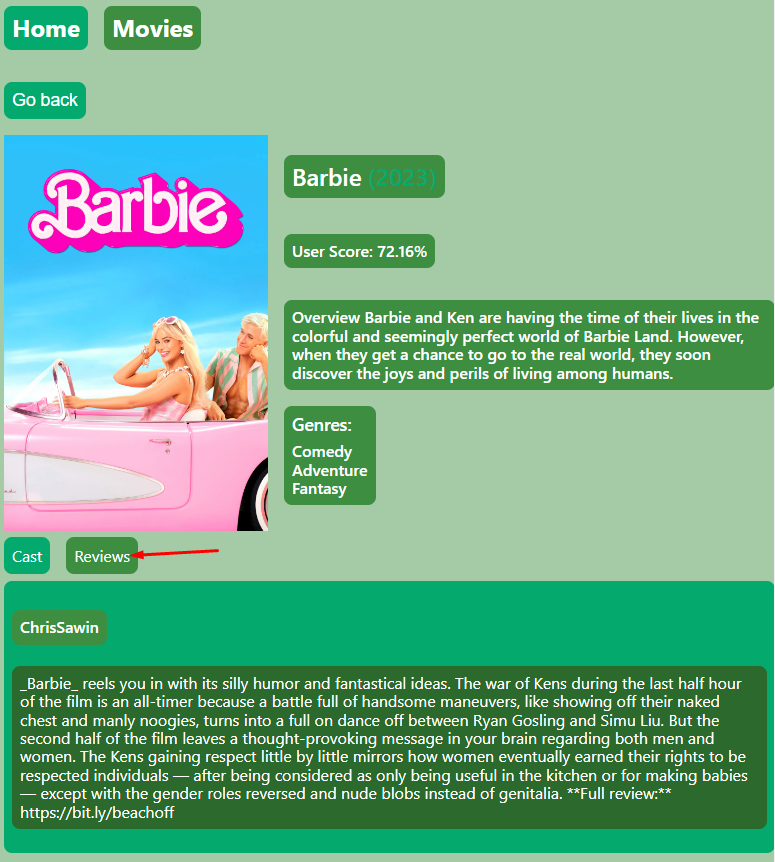 Home Movies
Go back
Barbie
Barbie (2023)
User Score: 72.16%
Overview Barbie and Ken are having the time of their lives in the
colorful and seemingly perfect world of Barbie Land. However,
when they get a chance to go to the real world, they soon
discover the joys and perils of living among humans.
Genres:
Comedy
Adventure
Fantasy
Cast Reviews
ChrisSawin
_Barbie_ reels you in with its silly humor and fantastical ideas. The war of Kens during the last half hour
of the film is an all-timer because a battle full of handsome maneuvers, like showing off their naked
chest and manly noogies, turns into a full on dance off between Ryan Gosling and Simu Liu. But the
second half of the film leaves a thought-provoking message in your brain regarding both men and
women. The Kens gaining respect little by little mirrors how women eventually earned their rights to be
respected individuals — after being considered as only being useful in the kitchen or for making babies
— except with the gender roles reversed and nude blobs instead of genitalia. **Full review:**
https://bit.ly/beachoff